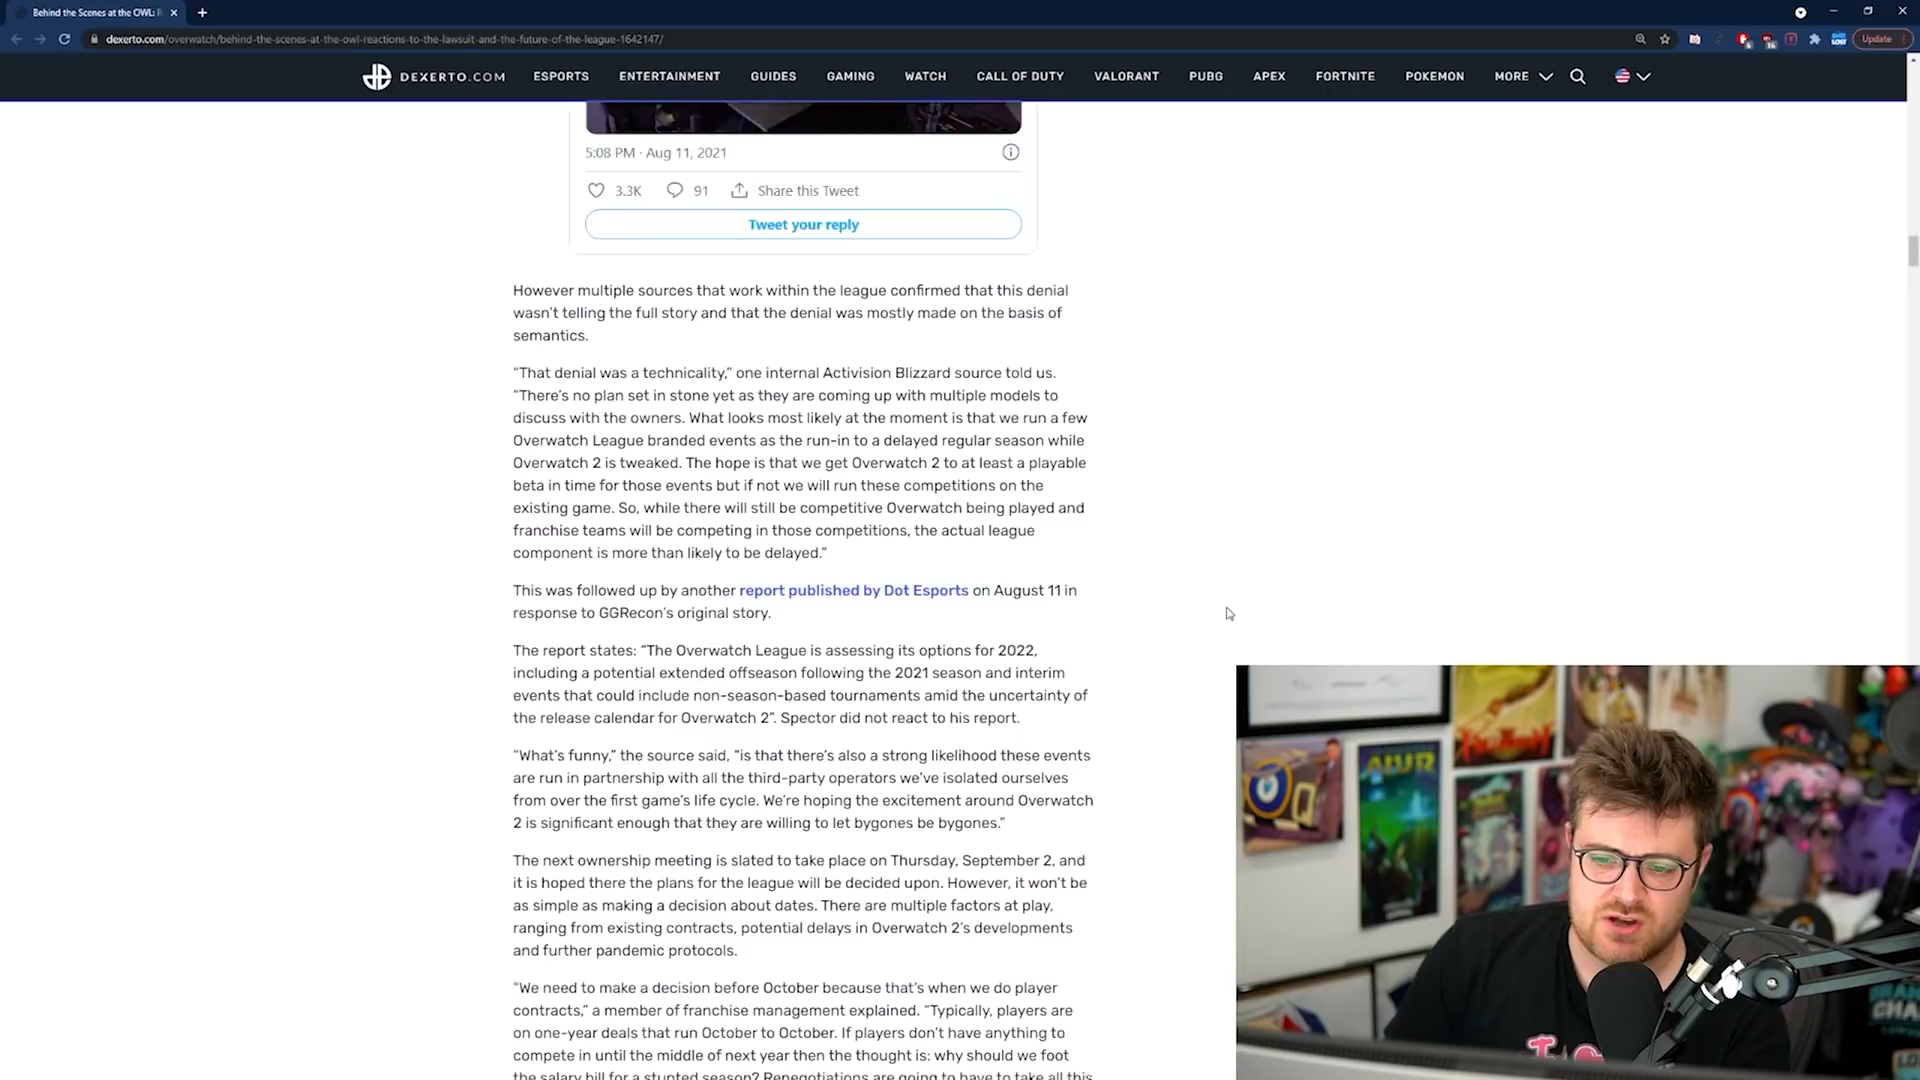 Behind the Scenes at the OWL: R
dexerto.com/overwatch/behind-the-scenes-at-the-owl-reactions-to-the-lawsuit-and-the-future-of-the-league-1642147/
Update
DEXERTO.COM ESPORTS ENTERTAINMENT GUIDES GAMING WATCH CALL OF DUTY VALORANT PUBG APEX FORTNITE POKEMON MORE
5:08 PM · Aug 11, 2021
3.3K 91 Share this Tweet
Tweet your reply
However multiple sources that work within the league confirmed that this denial
wasn't telling the full story and that the denial was mostly made on the basis of
semantics.
"That denial was a technicality," one internal Activision Blizzard source told us.
"There's no plan set in stone yet as they are coming up with multiple models to
discuss with the owners. What looks most likely at the moment is that we run a few
Overwatch League branded events as the run-in to a delayed regular season while
Overwatch 2 is tweaked. The hope is that we get Overwatch 2 to at least a playable
beta in time for those events but if not we will run these competitions on the
existing game. So, while there will still be competitive Overwatch being played and
franchise teams will be competing in those competitions, the actual league
component is more than likely to be delayed."
This was followed up by another report published by Dot Esports on August 11 in
response to GGRecon's original story.
The report states: "The Overwatch League is assessing its options for 2022,
including a potential extended offseason following the 2021 season and interim
events that could include non-season-based tournaments amid the uncertainty of
the release calendar for Overwatch 2". Spector did not react to his report.
"What's funny," the source said, "is that there's also a strong likelihood these events
are run in partnership with all the third-party operators we've isolated ourselves
from over the first game's life cycle. We're hoping the excitement around Overwatch
2 is significant enough that they are willing to let bygones be bygones."
The next ownership meeting is slated to take place on Thursday, September 2, and
it is hoped there the plans for the league will be decided upon. However, it won't be
as simple as making a decision about dates. There are multiple factors at play,
ranging from existing contracts, potential delays in Overwatch 2's developments
and further pandemic protocols.
"We need to make a decision before October because that's when we do player
contracts," a member of franchise management explained. "Typically, players are
on one-year deals that run October to October. If players don't have anything to
compete in until the middle of next year then the thought is: why should we foot
the salary bill for a stunted season? Renegotiations are going to have to take all this